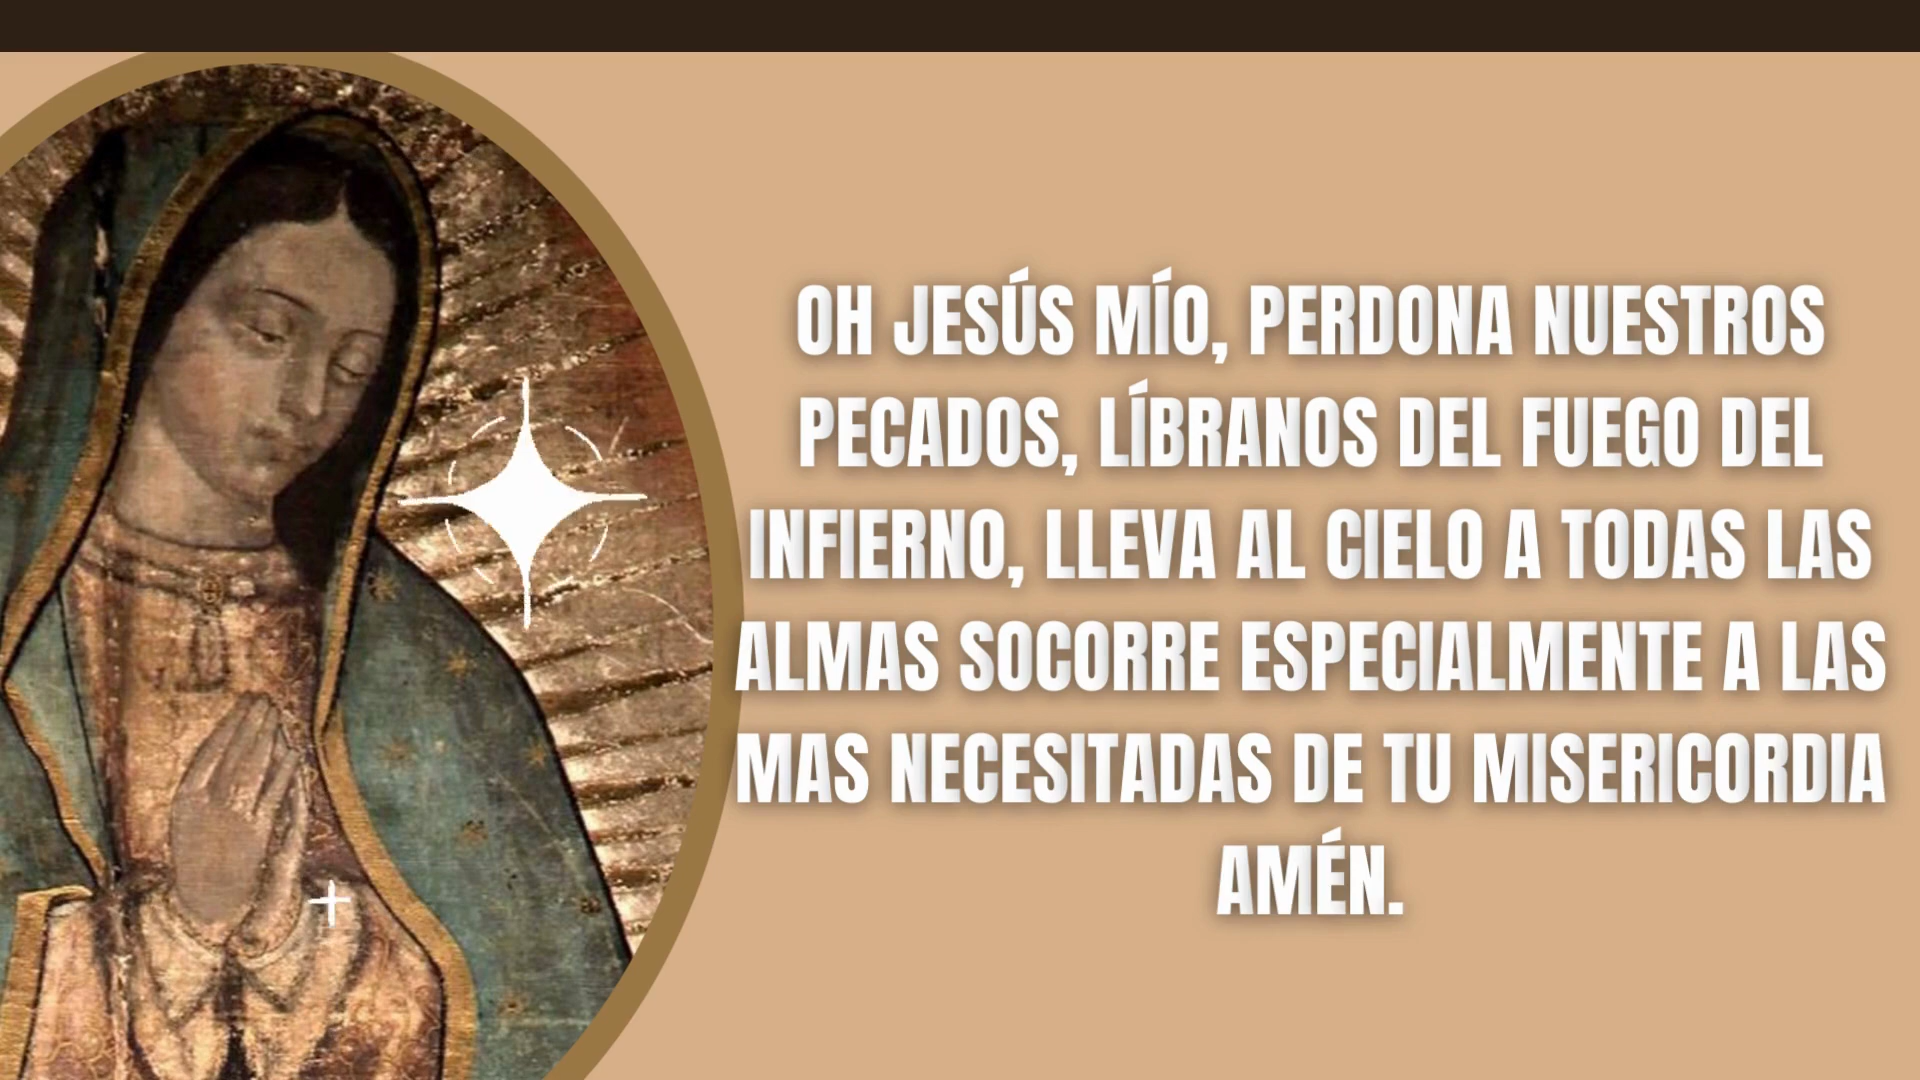 OH JESÚS MÍO, PERDONA NUESTROS
PECADOS, LÍBRANOS DEL FUEGO DEL
INFIERNO, LLEVA AL CIELO A TODAS LAS
ALMAS SOCORRE ESPECIALMENTE A LAS
MAS NECESITADAS DE TU MISERICORDIA
AMÉN.